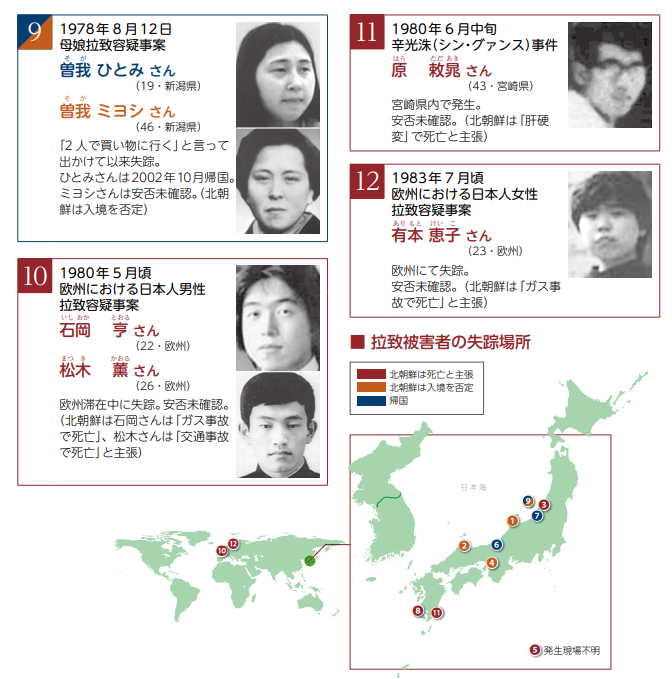 9
1978年8月12日
母娘拉致容疑事案
そ が
曽我 ひとみ さん
(19・新潟県)
そ が
曽我 ミヨシ さん
(46・新潟県)
「2人で買い物に行く」と言って
出かけて以来失踪。
ひとみさんは2002年10月帰国。
ミヨシさんは安否未確認。(北朝
鮮は入境を否定)
10
1980年5月頃
欧州における日本人男性
拉致容疑事案
いし おか とおる
石岡 亨 さん
(22・欧州)
まつ き かおる
松木 薫 さん
(26・欧州)
欧州滞在中に失踪。安否未確認。
(北朝鮮は石岡さんは「ガス事故
で死亡」、松木さんは「交通事故
で死亡」と主張)
11
1980年6月中旬
辛光洙(シン・グァンス)事件
はら ただ あき
原 敕晁 さん
(43・宮崎県)
宮崎県内で発生。
安否未確認。(北朝鮮は「肝硬
変」で死亡と主張)
12
1983年7月頃
欧州における日本人女性
拉致容疑事案
あり もと けい こ
有本 恵子 さん
(23・欧州)
欧州にて失踪。
安否未確認。(北朝鮮は「ガス事
故で死亡」と主張)
■ 拉致被害者の失踪場所
北朝鮮は死亡と主張
北朝鮮は入境を否定
帰国
日本海
9
3
7
1
2
6
4
8
11
10
12
5 発生現場不明